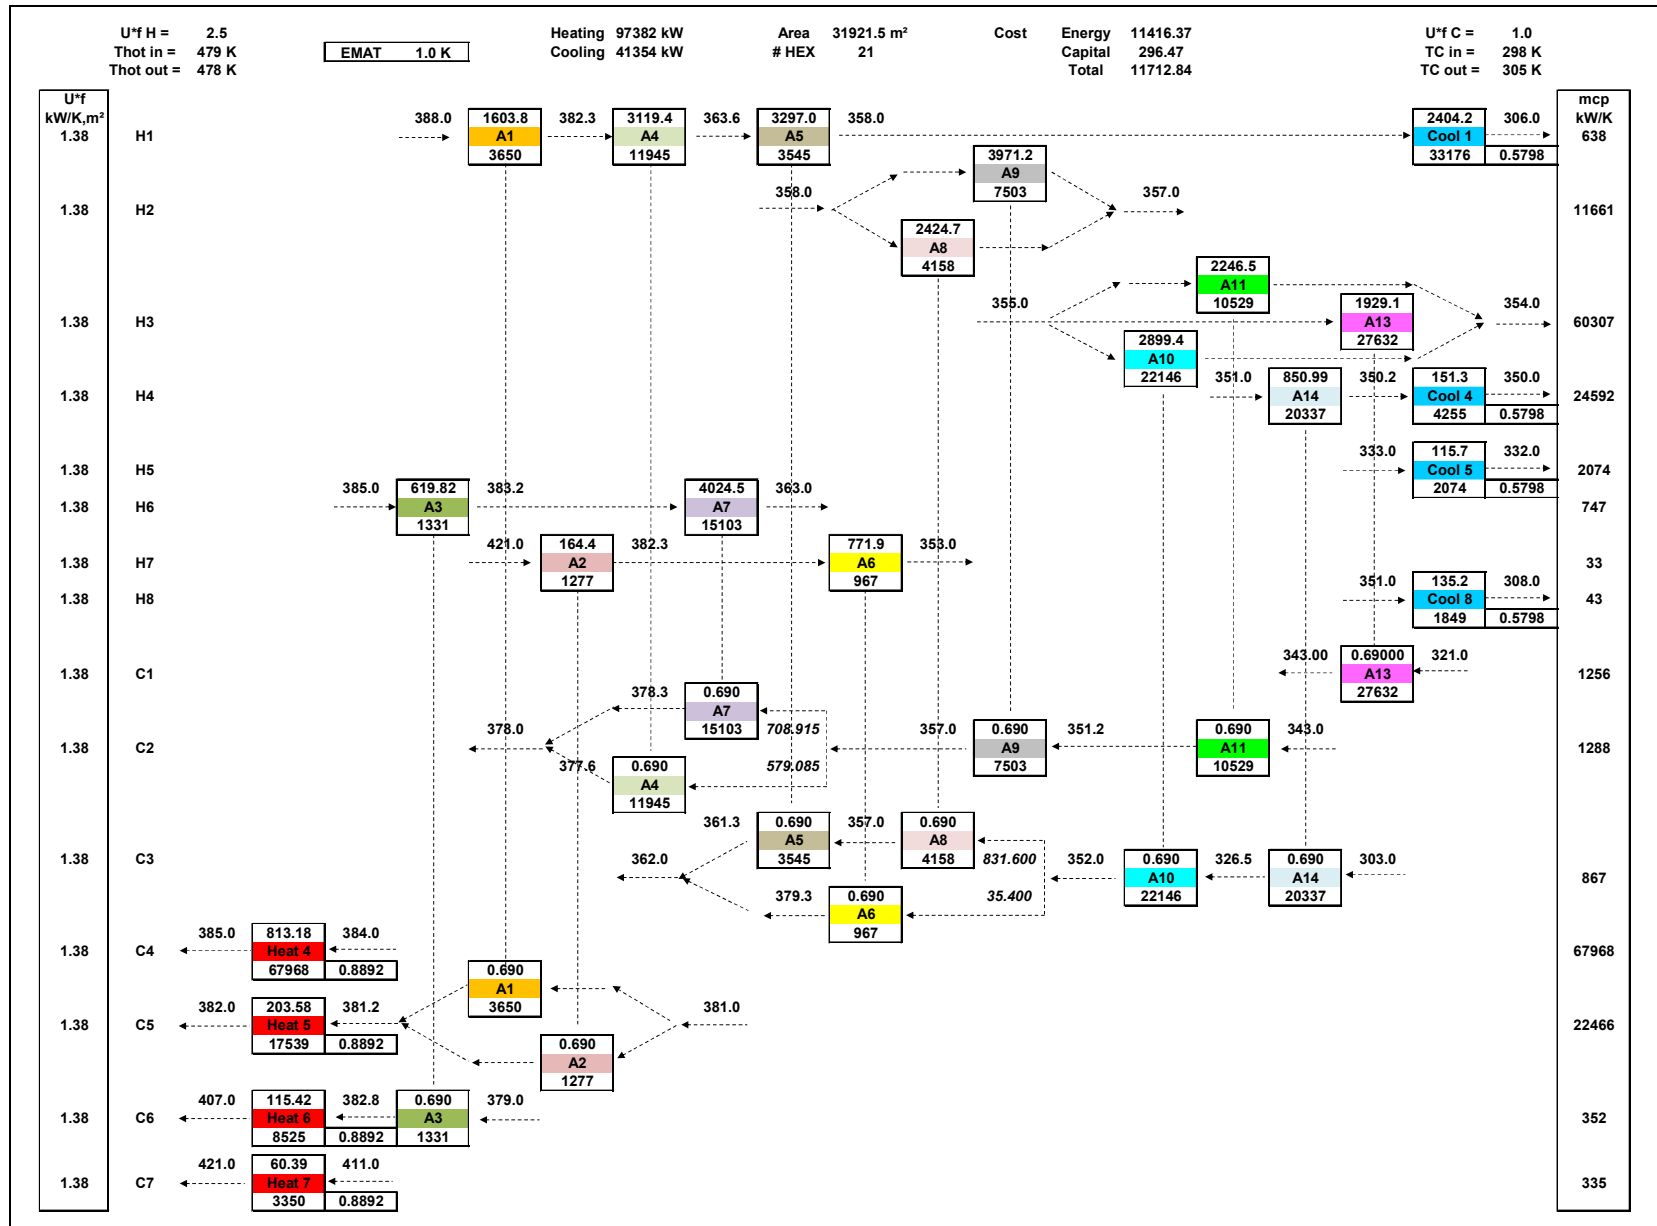 U*f H = 2.5 Heating 97382 kW Area 31921.5 m² Cost Energy 11416.37 U*f C = 1.0
Thot in = 479 K EMAT 1.0 K Cooling 41354 kW # HEX 21 Capital 296.47 TC in = 298 K
Thot out = 478 K Total 11712.84 TC out = 305 K
U*f mcp
kW/K,m² kW/K
388.0 1603.8 382.3 3119.4 363.6 3297.0 358.0 2404.2 306.0
1.38 H1 A1 A4 A5 Cool 1 638
3650 11945 3545 33176 0.5798
3971.2
A9
7503
358.0 357.0
1.38 H2 11661
2424.7
A8
4158
2246.5
A11
10529
355.0 1929.1 354.0
1.38 H3 A13 60307
27632
2899.4
A10
22146
351.0 850.99 350.2 151.3 350.0
1.38 H4 A14 Cool 4 24592
20337 4255 0.5798
333.0 115.7 332.0
1.38 H5 Cool 5 2074
2074 0.5798
385.0 619.82 383.2 4024.5 363.0
1.38 H6 A3 A7 747
1331 15103
421.0 164.4 382.3 771.9 353.0
1.38 H7 A2 A6 33
1277 967
351.0 135.2 308.0
1.38 H8 Cool 8 43
1849 0.5798
343.00 0.69000 321.0
1.38 C1 A13 1256
27632
378.3 0.690
A7
15103 708.915
378.0 357.0 0.690 351.2 0.690 343.0
1.38 C2 A9 A11 1288
7503 10529
377.6 0.690 579.085
A4
11945
361.3 0.690 357.0 0.690
A5 A8
3545 4158 831.600
362.0 352.0 0.690 326.5 0.690 303.0
1.38 C3 A10 A14 867
22146 20337
379.3 0.690 35.400
A6
967
385.0 813.18 384.0
1.38 C4 Heat 4 67968
67968 0.8892
0.690
A1
3650
382.0 203.58 381.2 381.0
1.38 C5 Heat 5 22466
17539 0.8892
0.690
A2
1277
407.0 115.42 382.8 0.690 379.0
1.38 C6 Heat 6 A3 352
8525 0.8892 1331
421.0 60.39 411.0
1.38 C7 Heat 7 335
3350 0.8892